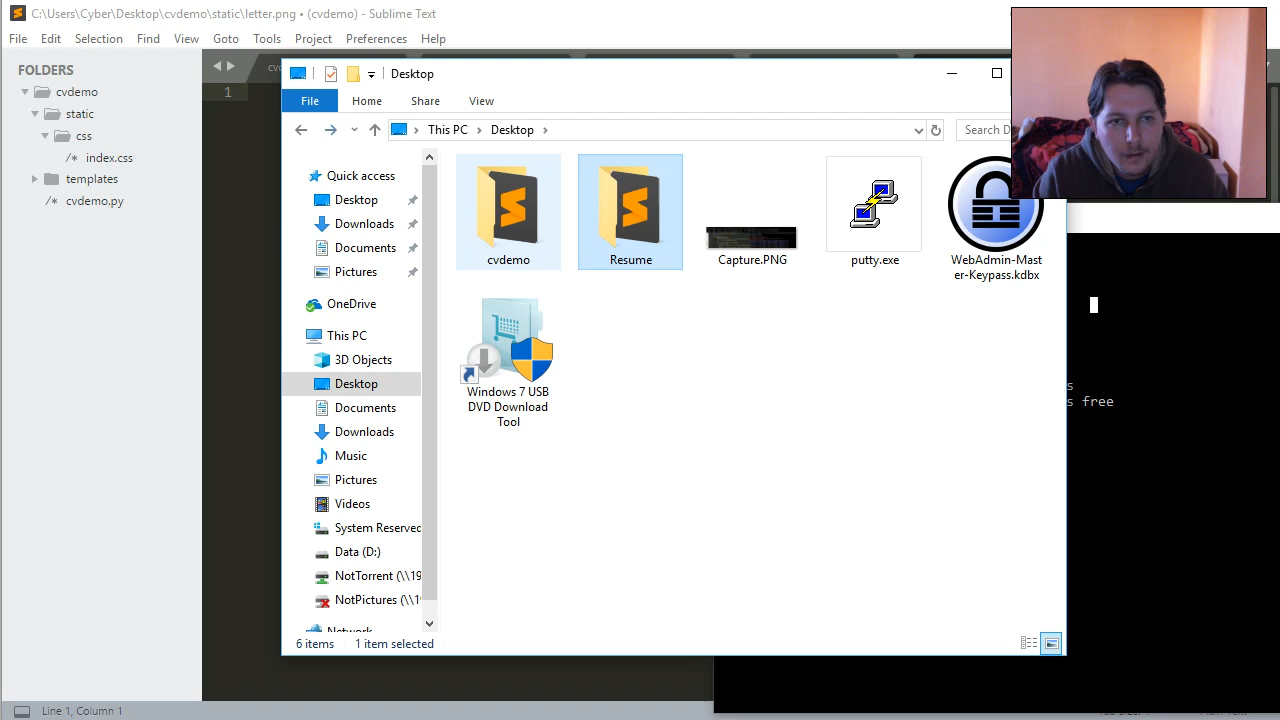 C:\Users\Cyber\Desktop\cvdemo\static\letter.png • (cvdemo) - Sublime Text
File Edit Selection Find View Goto Tools Project Preferences Help
FOLDERS
cvdemo
static
css
/* index.css
templates
/* cvdemo.py
1
Desktop
File Home Share View
This PC > Desktop >
Search D
Quick access
Desktop
Downloads
Documents
Pictures
OneDrive
This PC
3D Objects
Desktop
Documents
Downloads
Music
Pictures
Videos
System Reserved
Data (D:)
NotTorrent (\\19
NotPictures (\\19
Network
cvdemo
Resume
Capture.PNG
putty.exe
WebAdmin-Mast
er-Keypass.kdbx
Windows 7 USB
DVD Download
Tool
6 items 1 item selected
s
s free
Line 1, Column 1